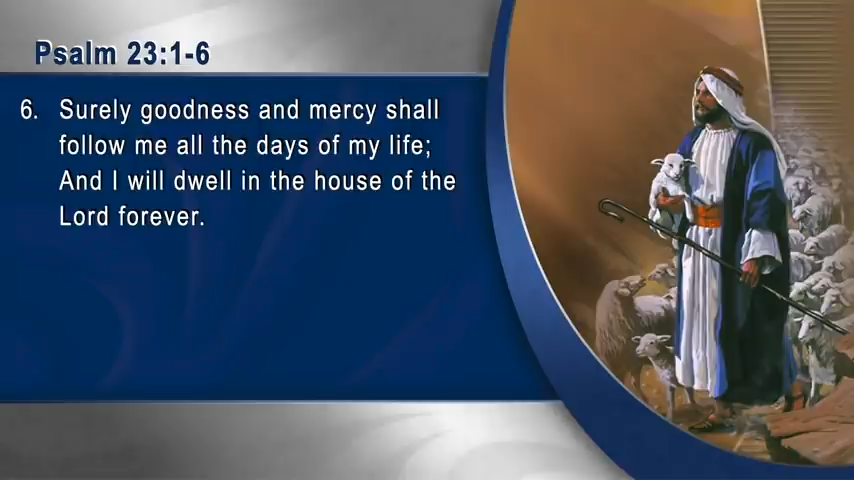 Psalm 23:1-6
6. Surely goodness and mercy shall
follow me all the days of my life;
And I will dwell in the house of the
Lord forever.